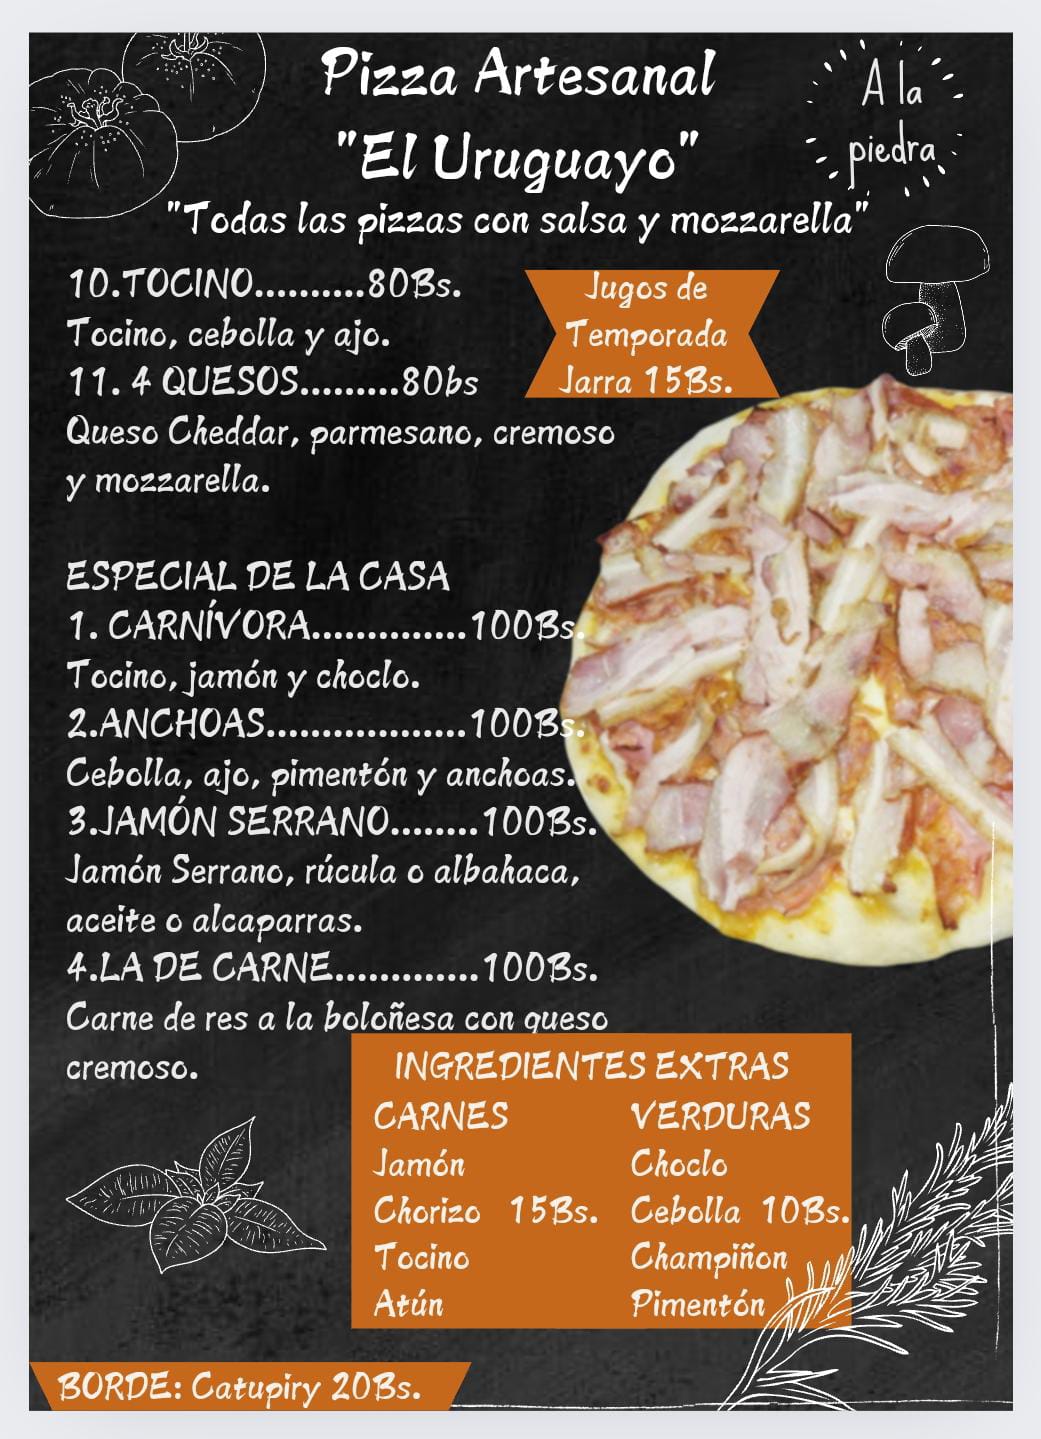 Pizza Artesanal
"El Uruguayo"
A la
piedra
"Todas las pizzas con salsa y mozzarella"
10.TOCINO..........80Bs.
Tocino, cebolla y ajo.
11. 4 QUESOS.........80bs
Queso Cheddar, parmesano, cremoso
y mozzarella.
Jugos de
Temporada
Jarra 15Bs.
ESPECIAL DE LA CASA
1. CARNÍVORA..............100Bs.
Tocino, jamón y choclo.
2.ANCHOAS..................100Bs.
Cebolla, ajo, pimentón y anchoas.
3.JAMÓN SERRANO........100Bs.
Jamón Serrano, rúcula o albahaca,
aceite o alcaparras.
4.LA DE CARNE.............100Bs.
Carne de res a la boloñesa con queso
cremoso.
INGREDIENTES EXTRAS
CARNES VERDURAS
Jamón Choclo
Chorizo 15Bs. Cebolla 10Bs.
Tocino Champiñon
Atún Pimentón
BORDE: Catupiry 20Bs.